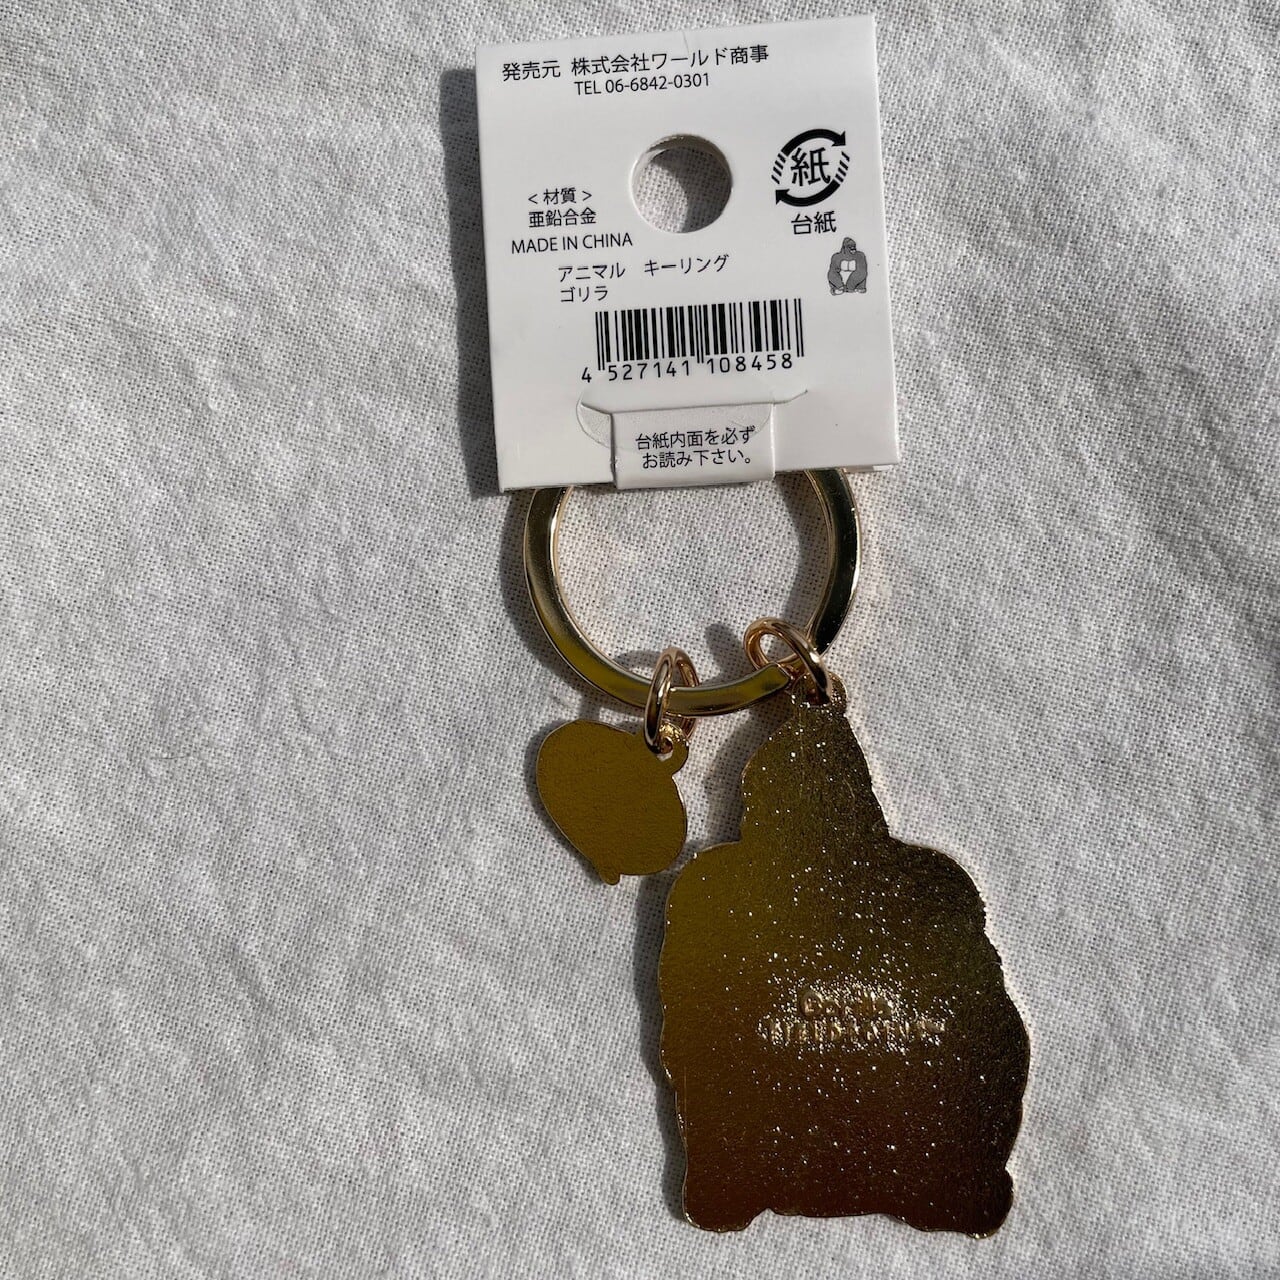 発売元 株式会社ワールド商事
TEL 06-6842-0301
紙
台紙
<材質>
亜鉛合金
MADE IN CHINA
アニマル キーリング
ゴリラ
4 527141 108458
台紙内面を必ず
お読み下さい。